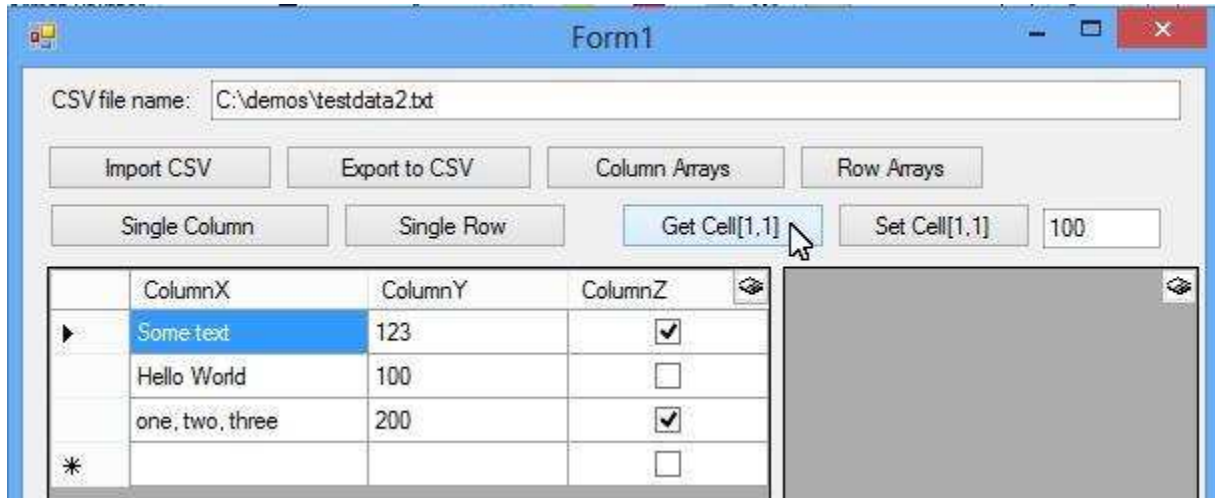 Form1
CSV file name: C:\demos\testdata2.txt
Import CSV Export to CSV Column Arrays Row Arrays
Single Column Single Row Get Cell[1,1] Set Cell[1,1] 100
ColumnX ColumnY ColumnZ
Some text 123
Hello World 100
one, two, three 200